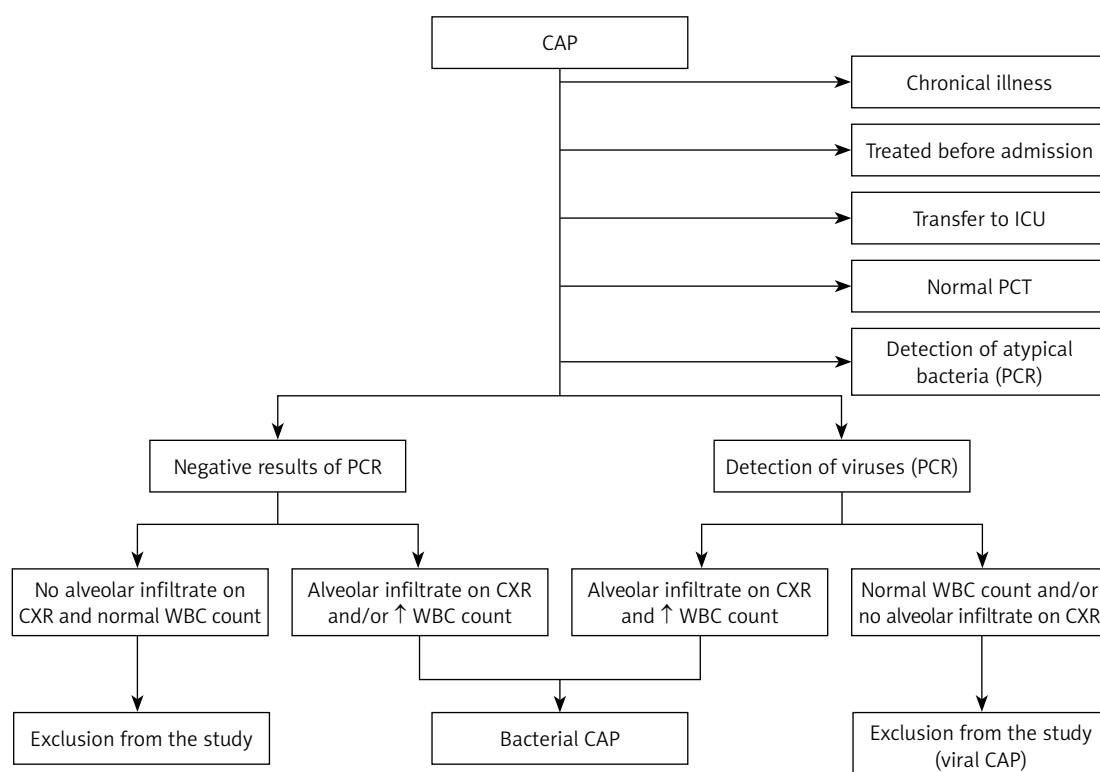 CAP
Chronical illness
Treated before admission
Transfer to ICU
Normal PCT
Detection of atypical
bacteria (PCR)
Negative results of PCR
Detection of viruses (PCR)
No alveolar infiltrate on
CXR and normal WBC count
Alveolar infiltrate on CXR
and/or ↑ WBC count
Alveolar infiltrate on CXR
and ↑ WBC count
Normal WBC count and/or
no alveolar infiltrate on CXR
Exclusion from the study
Bacterial CAP
Exclusion from the study
(viral CAP)